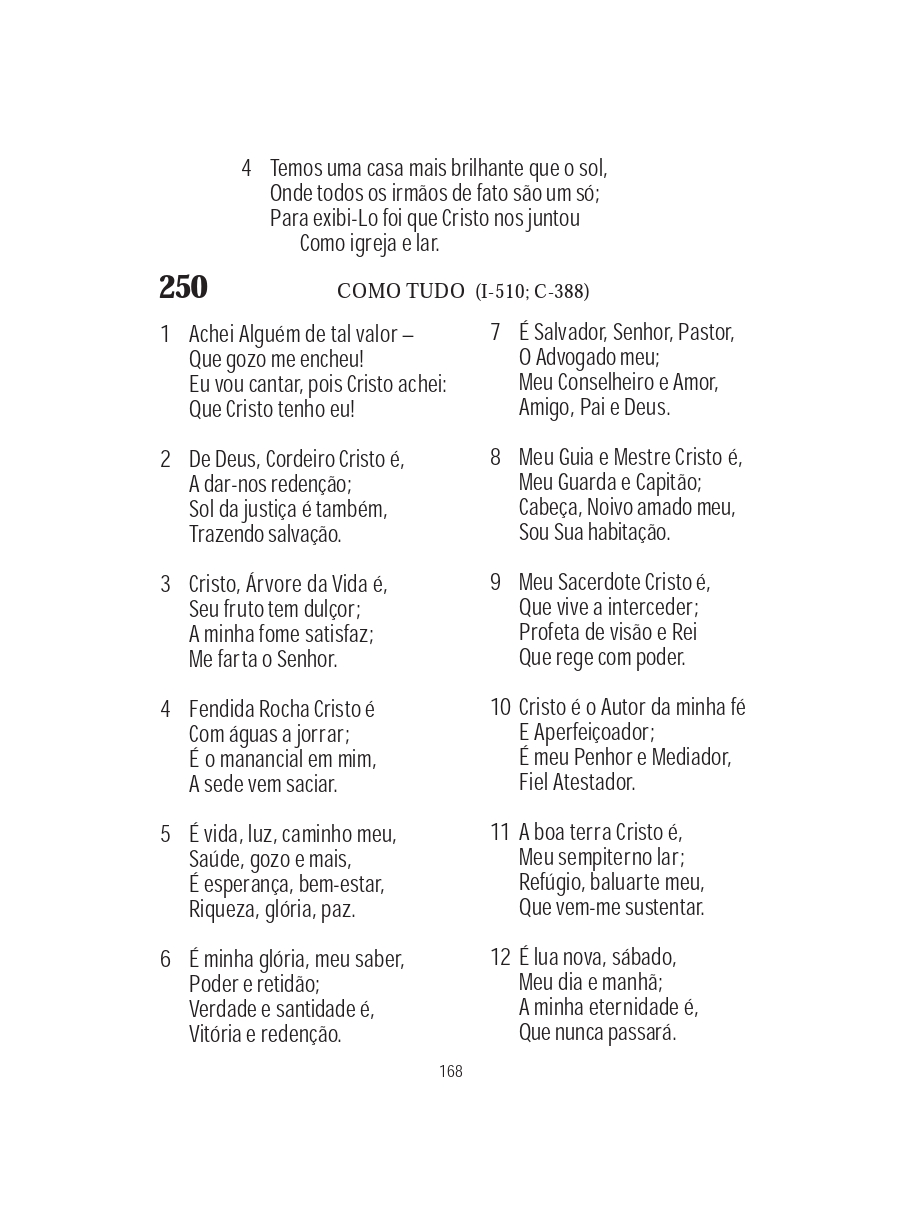 4 Temos uma casa mais brilhante que o sol,
Onde todos os irmãos de fato são um só;
Para exibi-Lo foi que Cristo nos juntou
Como igreja e lar.
250 COMO TUDO (I-510; C-388)
1 Achei Alguém de tal valor –
Que gozo me encheu!
Eu vou cantar, pois Cristo achei:
Que Cristo tenho eu!
2 De Deus, Cordeiro Cristo é,
A dar-nos redenção;
Sol da justiça é também,
Trazendo salvação.
3 Cristo, Árvore da Vida é,
Seu fruto tem dulçor;
A minha fome satisfaz;
Me farta o Senhor.
4 Fendida Rocha Cristo é
Com águas a jorrar;
É o manancial em mim,
A sede vem saciar.
5 É vida, luz, caminho meu,
Saúde, gozo e mais,
É esperança, bem-estar,
Riqueza, glória, paz.
6 É minha glória, meu saber,
Poder e retidão;
Verdade e santidade é,
Vitória e redenção.
7 É Salvador, Senhor, Pastor,
O Advogado meu;
Meu Conselheiro e Amor,
Amigo, Pai e Deus.
8 Meu Guia e Mestre Cristo é,
Meu Guarda e Capitão;
Cabeça, Noivo amado meu,
Sou Sua habitação.
9 Meu Sacerdote Cristo é,
Que vive a interceder;
Profeta de visão e Rei
Que rege com poder.
10 Cristo é o Autor da minha fé
E Aperfeiçoador;
É meu Penhor e Mediador,
Fiel Atestador.
11 A boa terra Cristo é,
Meu sempiterno lar;
Refúgio, baluarte meu,
Que vem-me sustentar.
12 É lua nova, sábado,
Meu dia e manhã;
A minha eternidade é,
Que nunca passará.
168